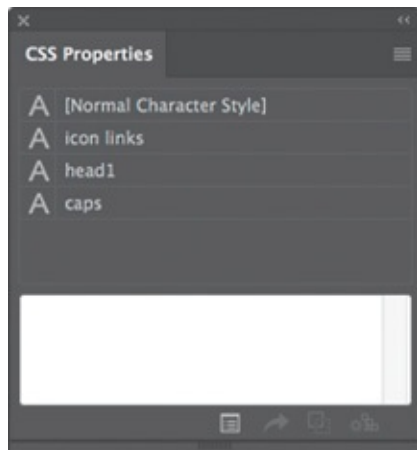 CSS Properties
A [Normal Character Style]
A icon links
A head1
A caps